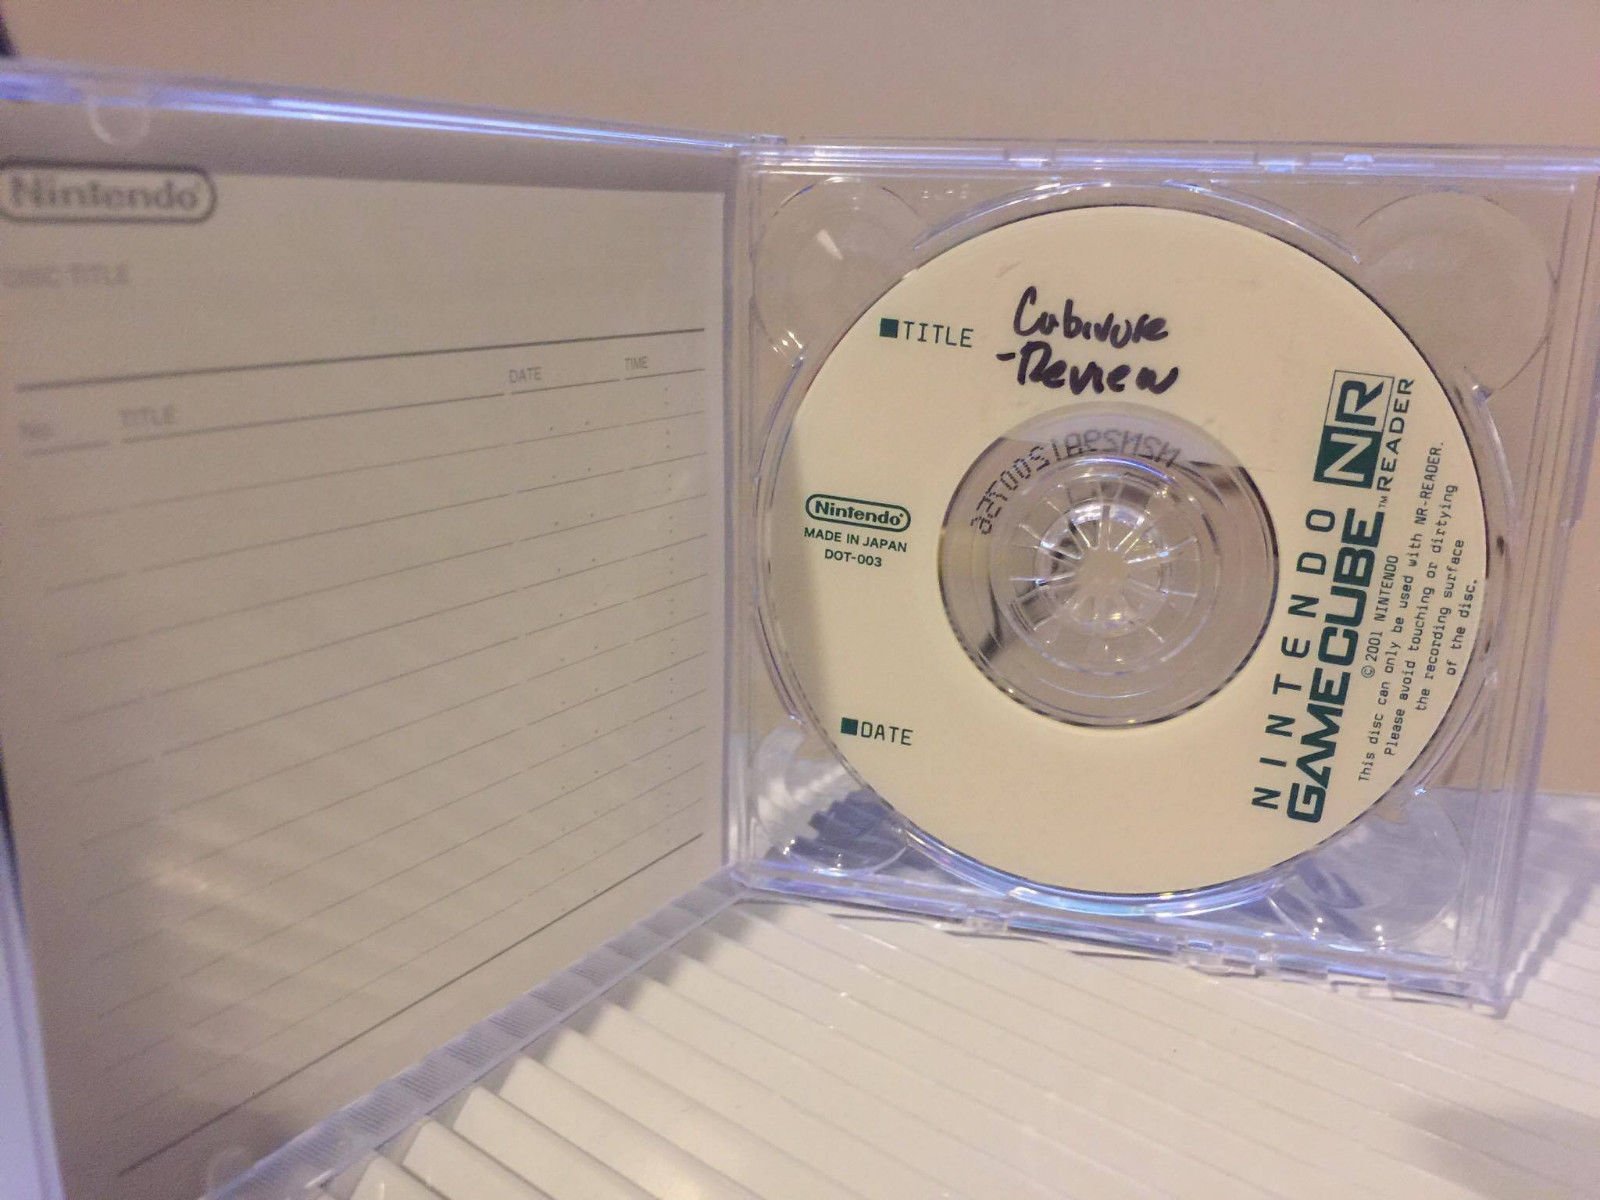 Nintendo
DISC TITLE
DATE
TIME
No.
TITLE
TITLE
Cubivore
-Review
Nintendo
MADE IN JAPAN
DOT-003
DATE
NINTENDO
GAMECUBE™
NR
READER
© 2001 NINTENDO
This disc can only be used with NR-READER.
Please avoid touching or dirtying
the recording surface
of the disc.